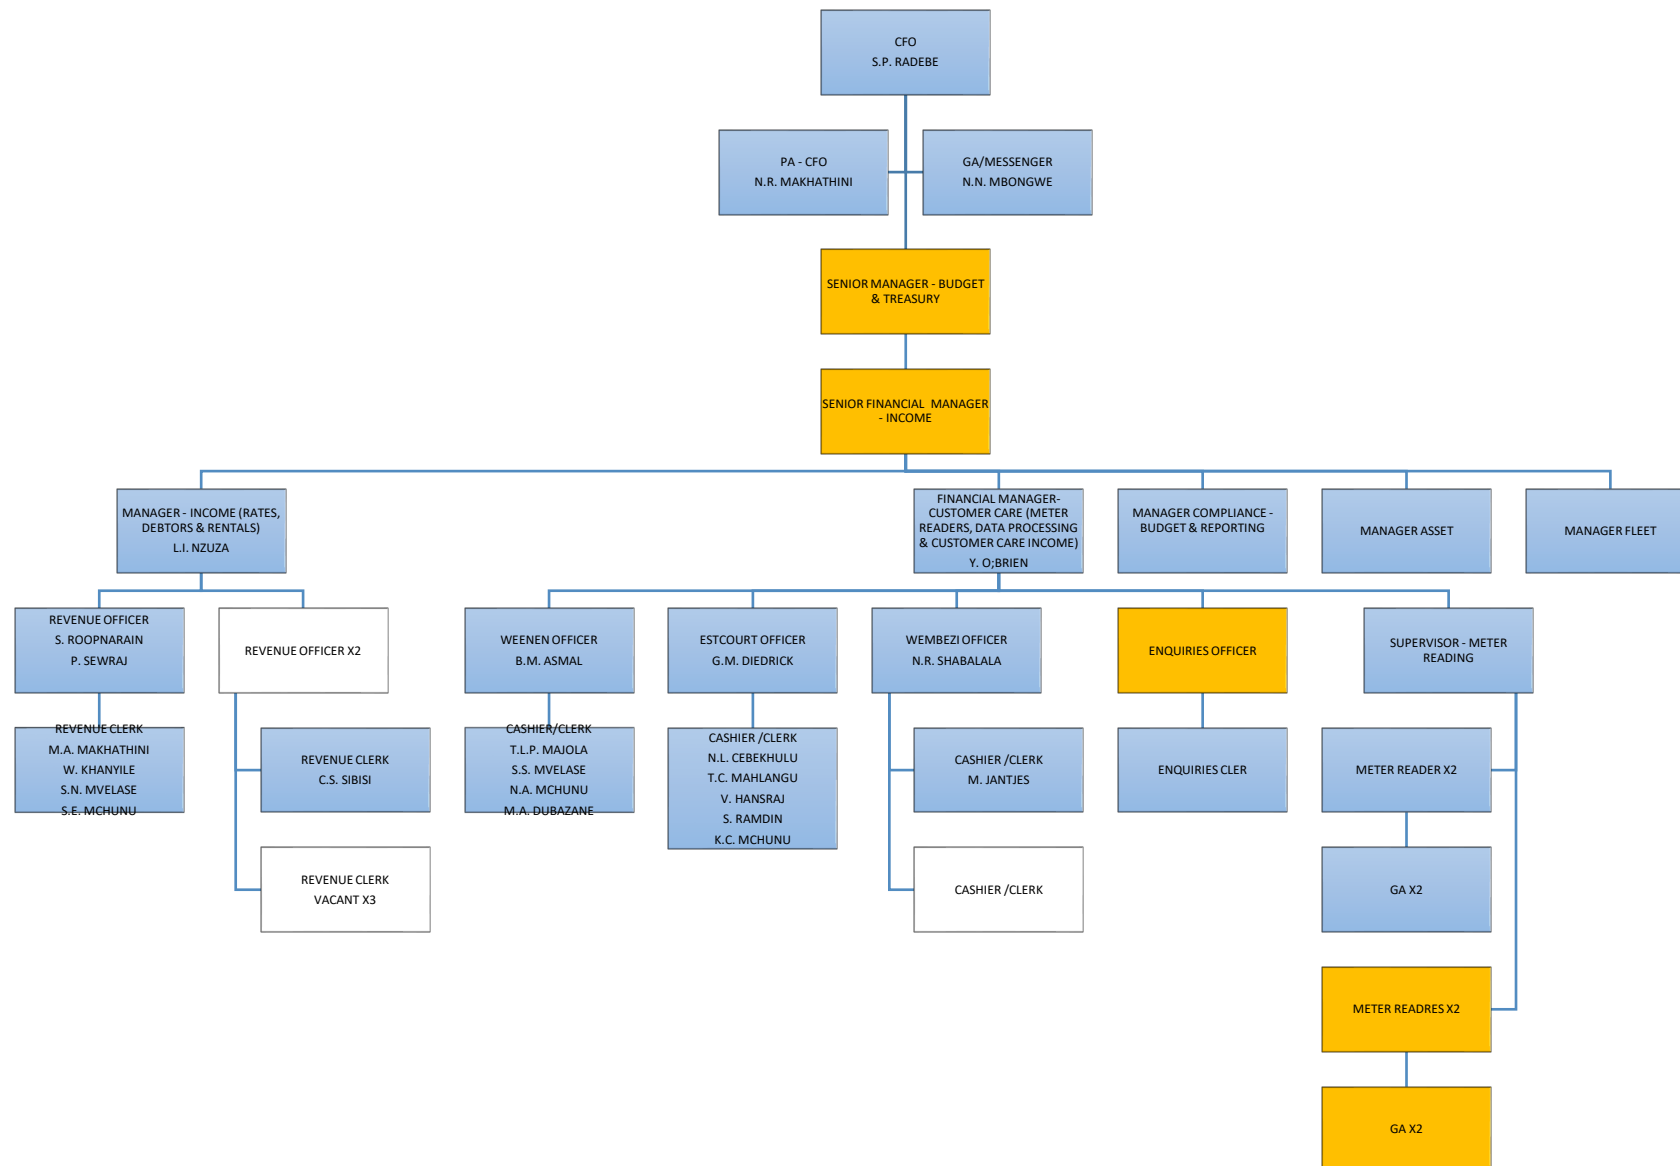 CFO
S.P. RADEBE
PA - CFO
N.R. MAKHATHINI
GA/MESSENGER
N.N. MBONGWE
SENIOR MANAGER - BUDGET
& TREASURY
SENIOR FINANCIAL MANAGER
- INCOME
MANAGER - INCOME (RATES,
DEBTORS & RENTALS)
L.I. NZUZA
FINANCIAL MANAGER-
CUSTOMER CARE (METER
READERS, DATA PROCESSING
& CUSTOMER CARE INCOME)
Y. O;BRIEN
MANAGER COMPLIANCE -
BUDGET & REPORTING
MANAGER ASSET
MANAGER FLEET
REVENUE OFFICER
S. ROOPNARAIN
P. SEWRAJ
REVENUE OFFICER X2
WEENEN OFFICER
B.M. ASMAL
ESTCOURT OFFICER
G.M. DIEDRICK
WEMBEZI OFFICER
N.R. SHABALALA
ENQUIRIES OFFICER
SUPERVISOR - METER
READING
REVENUE CLERK
M.A. MAKHATHINI
W. KHANYILE
S.N. MVELASE
S.E. MCHUNU
REVENUE CLERK
C.S. SIBISI
CASHIER/CLERK
T.L.P. MAJOLA
S.S. MVELASE
N.A. MCHUNU
M.A. DUBAZANE
CASHIER /CLERK
N.L. CEBEKHULU
T.C. MAHLANGU
V. HANSRAJ
S. RAMDIN
K.C. MCHUNU
CASHIER /CLERK
M. JANTJES
ENQUIRIES CLER
METER READER X2
REVENUE CLERK
VACANT X3
CASHIER /CLERK
GA X2
METER READRES X2
GA X2